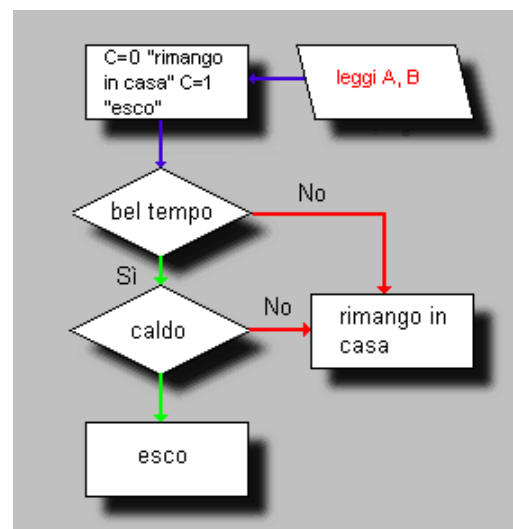 C=0 "rimango
in casa" C=1
"esco"
leggi A, B
bel tempo
No
Sì
caldo
No
rimango in
casa
esco